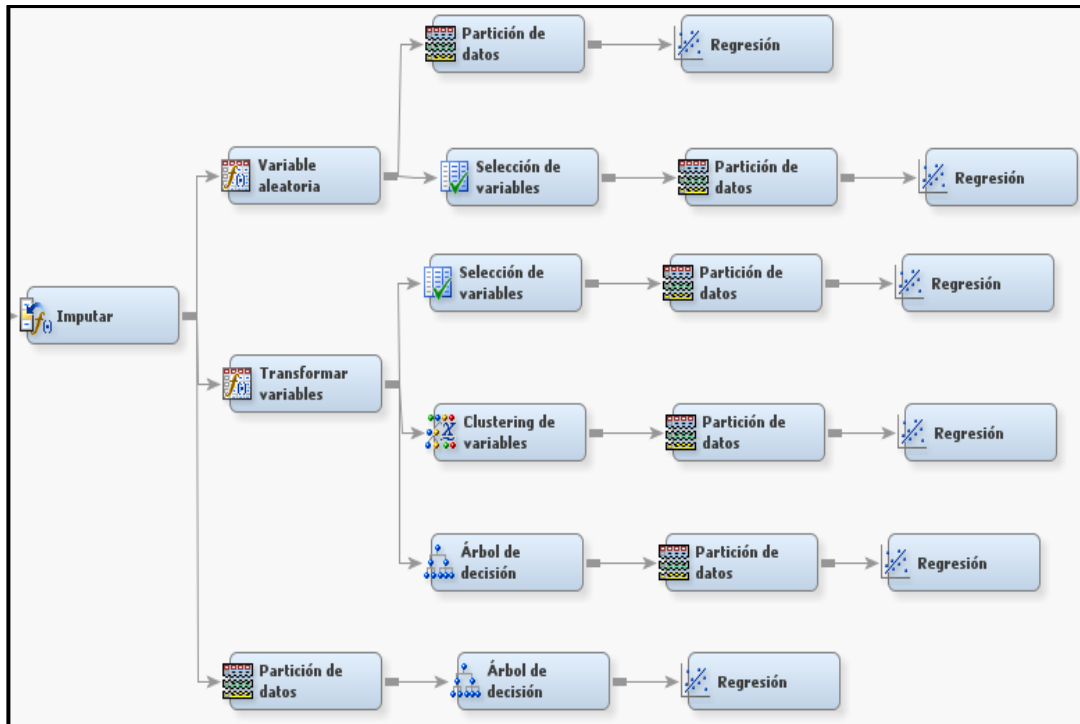 Partición de
datos
Regresión
Variable
aleatoria
Selección de
variables
Partición de
datos
Regresión
Selección de
variables
Partición de
datos
Regresión
Imputar
Transformar
variables
Clustering de
variables
Partición de
datos
Regresión
Árbol de
decisión
Partición de
datos
Regresión
Partición de
datos
Árbol de
decisión
Regresión